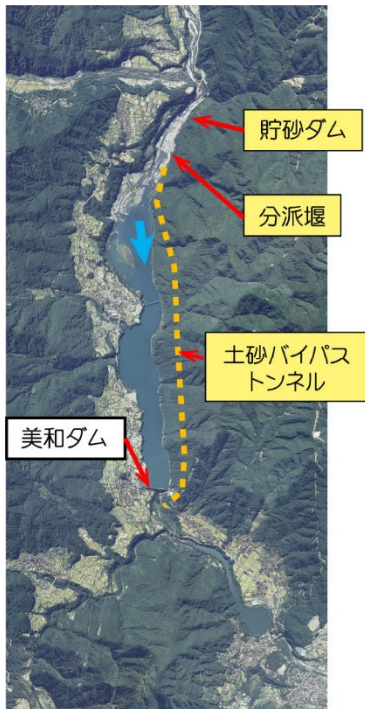 貯砂ダム
分派堰
土砂バイパス
トンネル
美和ダム